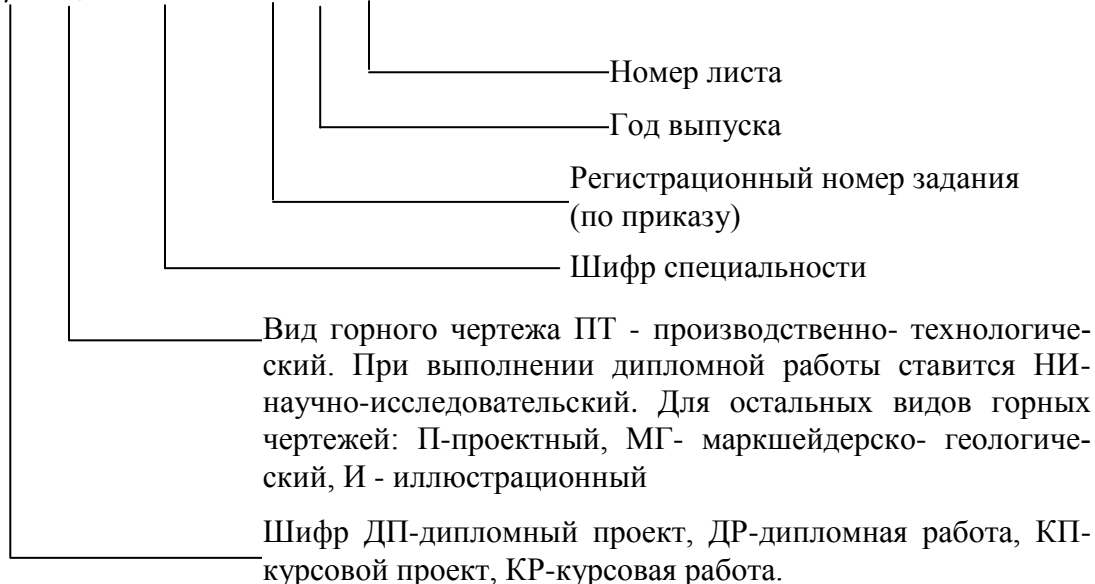 Номер листа
Год выпуска
Регистрационный номер задания
(по приказу)
Шифр специальности
Вид горного чертежа ПТ - производственно- технологиче-
ский. При выполнении дипломной работы ставится НИ-
научно-исследовательский. Для остальных видов горных
чертежей: П-проектный, МГ- маркшейдерско- геологиче-
ский, И - иллюстрационный
Шифр ДП-дипломный проект, ДР-дипломная работа, КП-
курсовой проект, КР-курсовая работа.